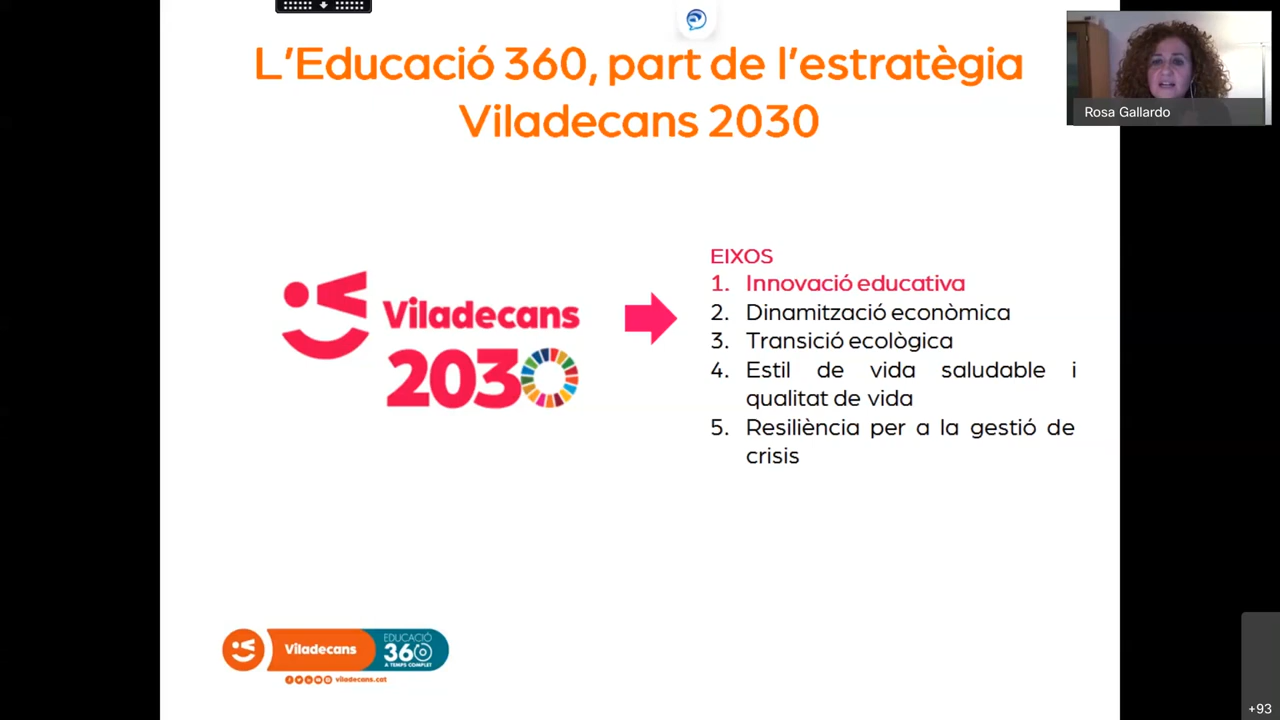 L'Educació 360, part de l'estratègia
Viladecans 2030
Rosa Gallardo
EIXOS
1. Innovació educativa
2. Dinamització econòmica
3. Transició ecològica
4. Estil de vida saludable i
qualitat de vida
5. Resiliència per a la gestió de
crisis
Viladecans
2030
Viladecans
EDUCACIÓ
360
A TEMPS COMPLET
viladecans.cat
+93